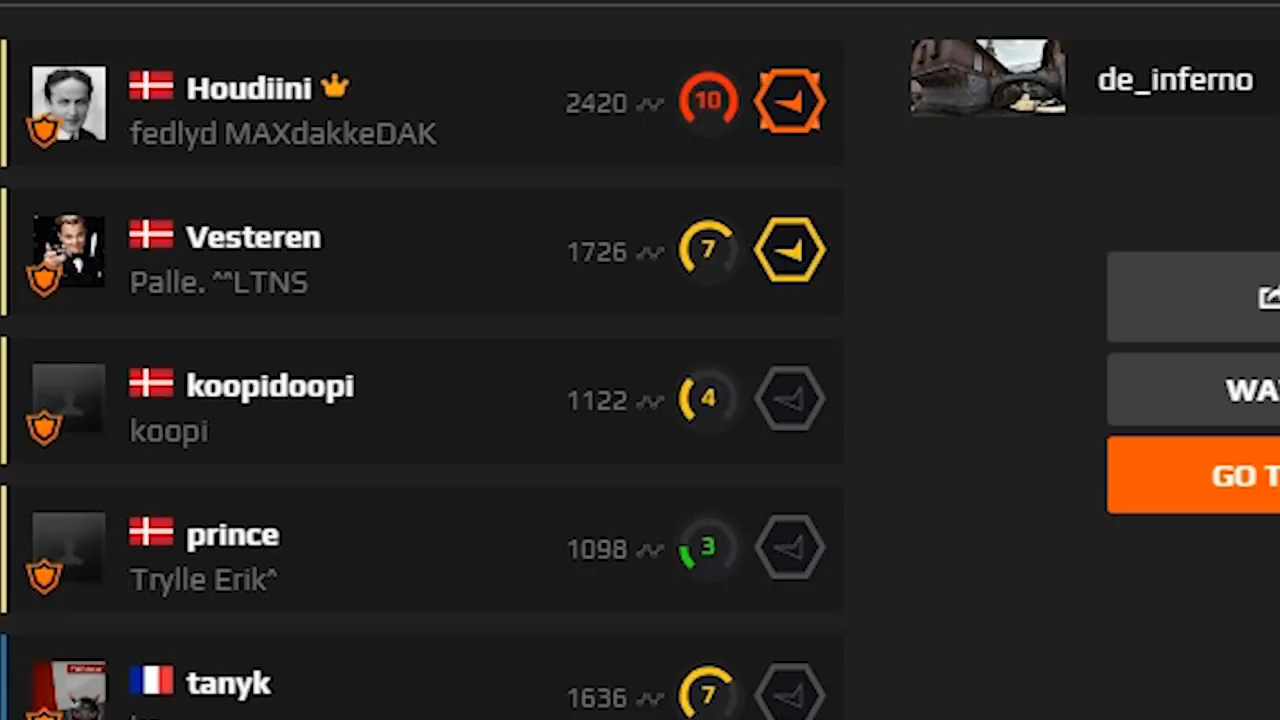 Houdiini
fedlyd MAXdakkeDAK
2420
10
Vesteren
Palle. ^^LTNS
1726
7
koopidoopi
koopi
1122
4
prince
Trylle Erik^
1098
3
tanyk
1636
7
de_inferno
WA
GO T